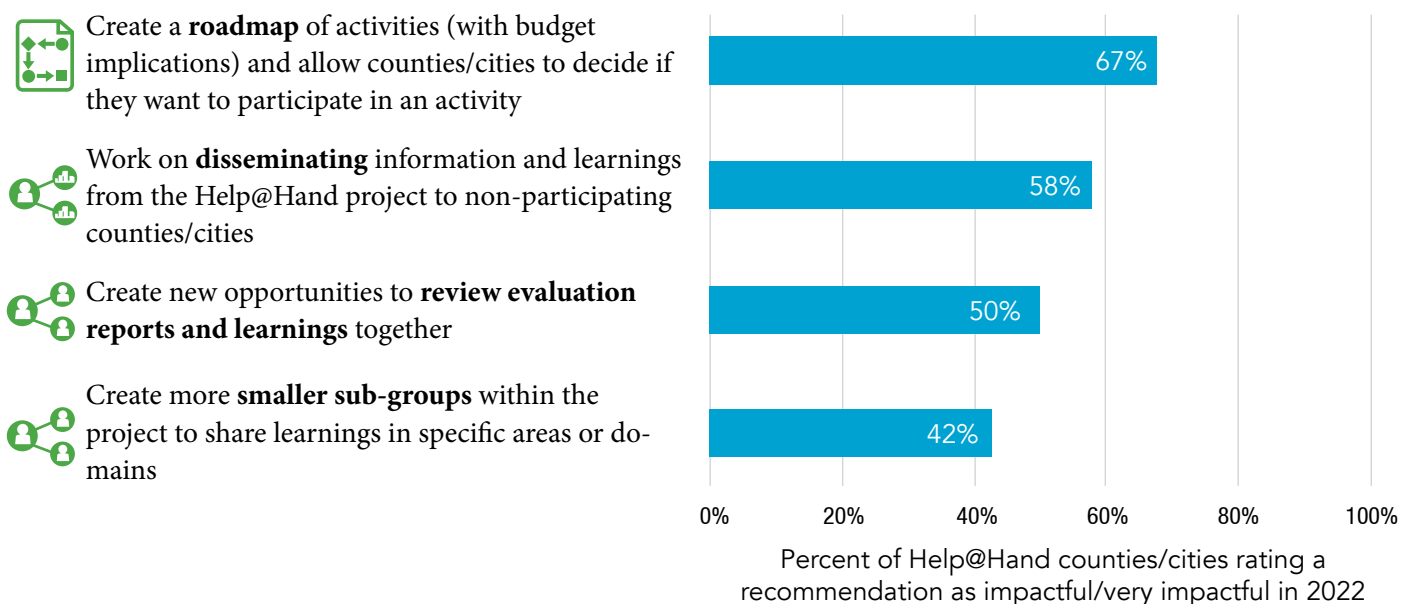 Create a roadmap of activities (with budget
implications) and allow counties/cities to decide if
they want to participate in an activity
67%
Work on disseminating information and learnings
from the Help@Hand project to non-participating
counties/cities
58%
Create new opportunities to review evaluation
reports and learnings together
50%
Create more smaller sub-groups within the
project to share learnings in specific areas or do-
mains
42%
0% 20% 40% 60% 80% 100%
Percent of Help@Hand counties/cities rating a
recommendation as impactful/very impactful in 2022